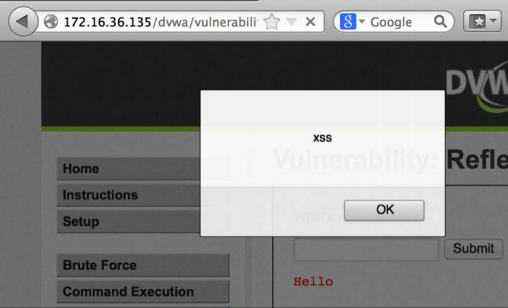 172.16.36.135/dvwa/vulnerabili
Google
DVW
xss
OK
Vulnerability: Refle
Home
Instructions
Setup
Brute Force
Command Execution
What's
Submit
Hello